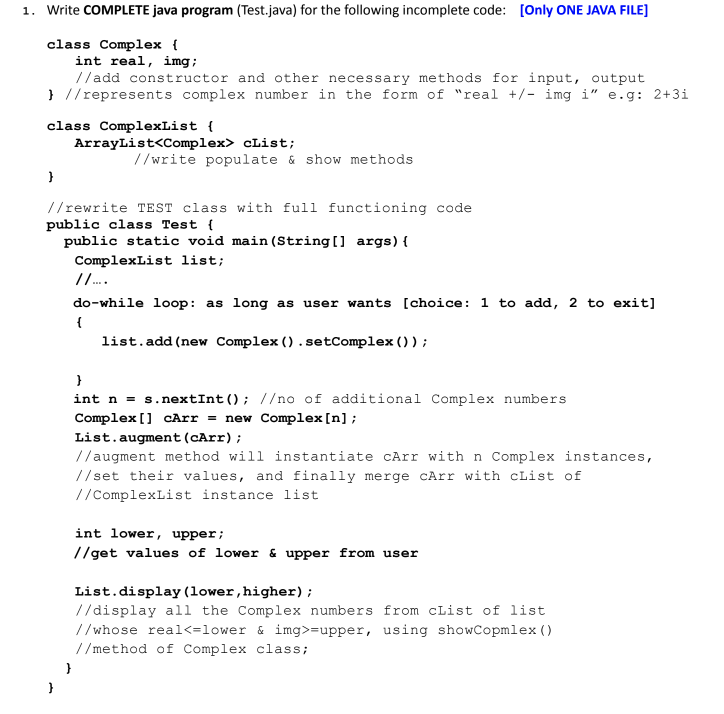 1. Write COMPLETE java program (Test.java) for the following incomplete code: [Only ONE JAVA FILE]
class Complex {
int real, img;
//add constructor and other necessary methods for input, output
} //represents complex number in the form of “real +/- img i” e.g: 2+3i
class ComplexList {
ArrayList<Complex> cList;
//write populate & show methods
}
//rewrite TEST class with full functioning code
public class Test {
public static void main(String[] args){
ComplexList list;
//….
do-while loop: as long as user wants [choice: 1 to add, 2 to exit]
{
list.add(new Complex().setComplex());
}
int n = s.nextInt(); //no of additional Complex numbers
Complex[] cArr = new Complex[n];
List.augment(cArr);
//augment method will instantiate cArr with n Complex instances,
//set their values, and finally merge cArr with cList of
//ComplexList instance list
int lower, upper;
//get values of lower & upper from user
List.display(lower,higher);
//display all the Complex numbers from cList of list
//whose real<=lower & img>=upper, using showCopmlex()
//method of Complex class;
}
}